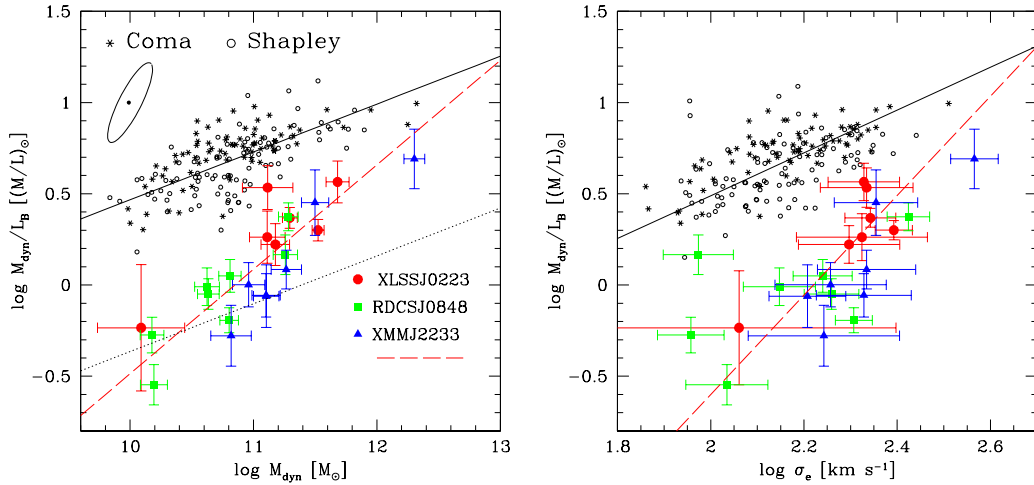 1.5
1
0.5
0
−0.5
log M_dyn/L_B [(M/L)_⊙]
Coma
Shapley
XLSSJ0223
RDCSJ0848
XMMJ2233
10
11
12
13
log M_dyn [M_⊙]
1.5
1
0.5
0
−0.5
log M_dyn/L_B [(M/L)_⊙]
1.8
2
2.2
2.4
2.6
log σ_e [km s⁻¹]